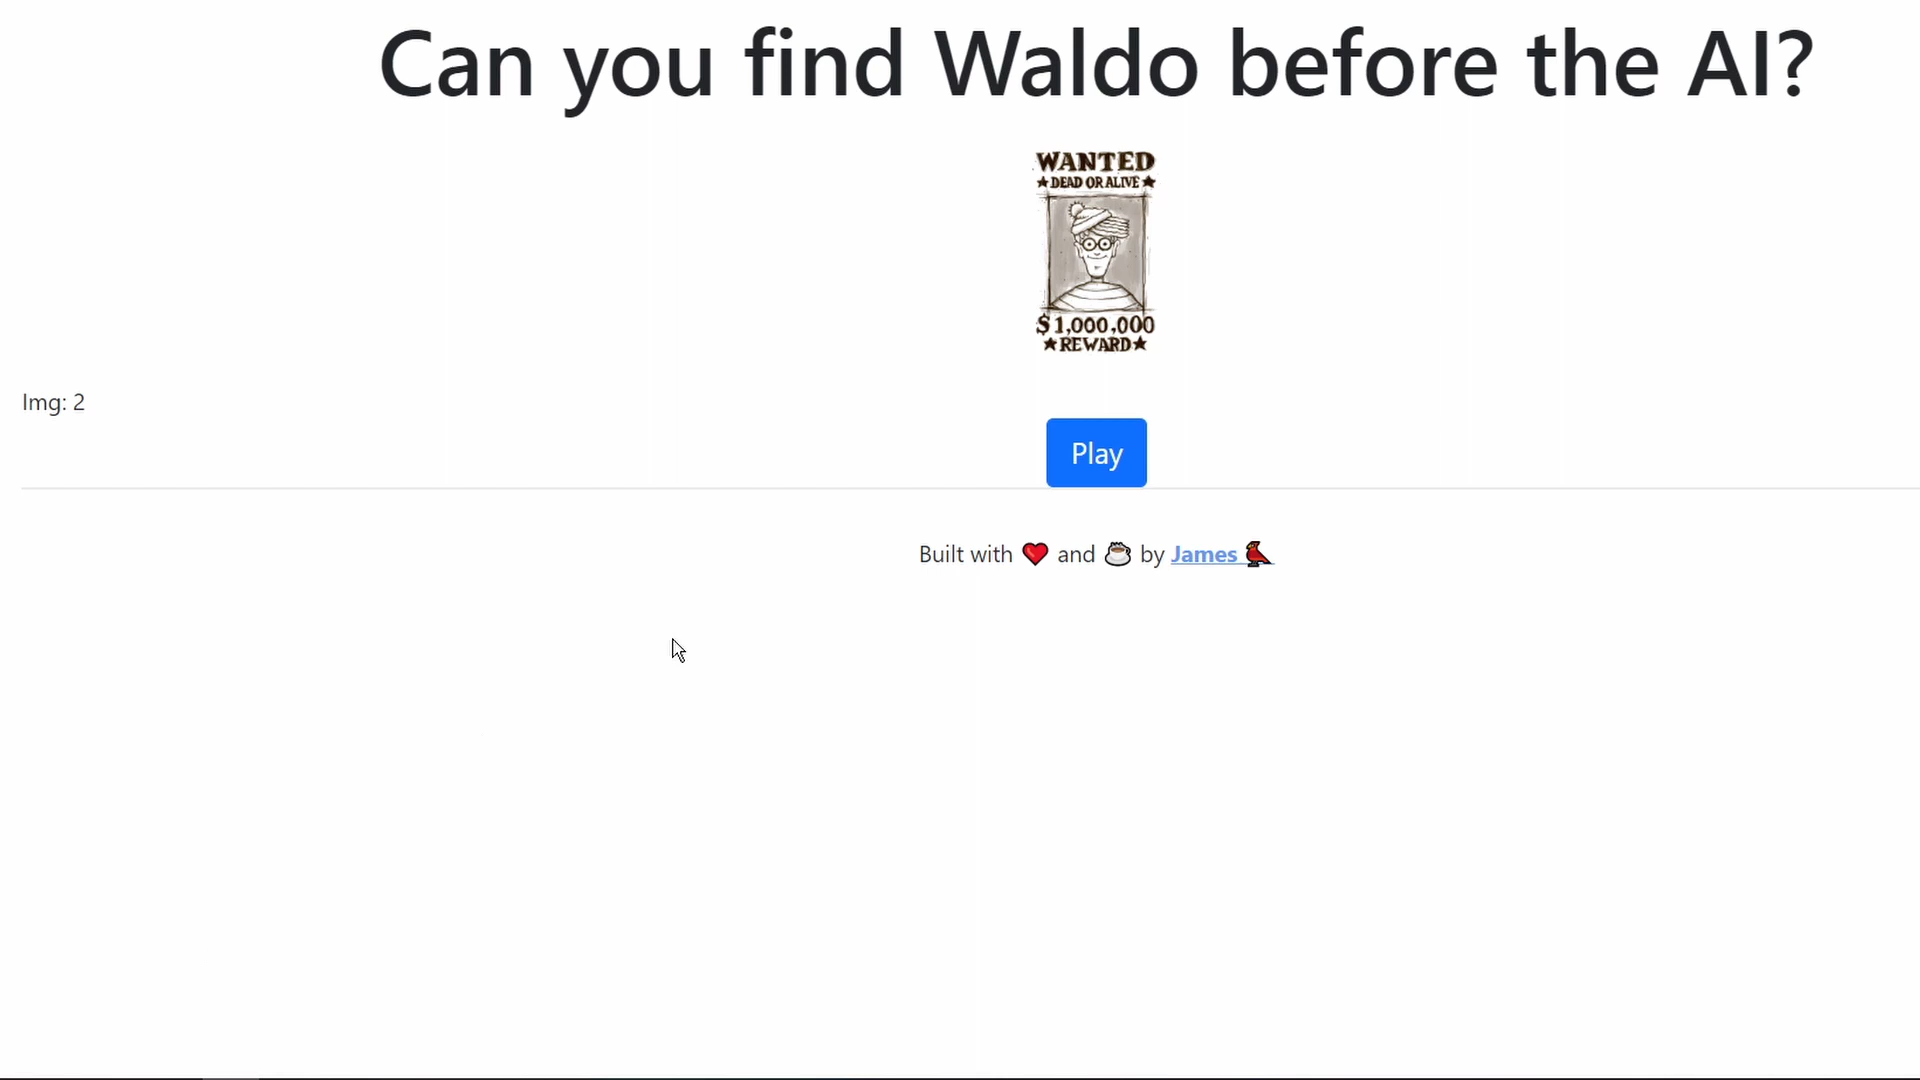 Can you find Waldo before the AI?
WANTED
★ DEAD OR ALIVE ★
$1,000,000
★ REWARD ★
Img: 2
Play
Built with ❤️ and ☕ by James